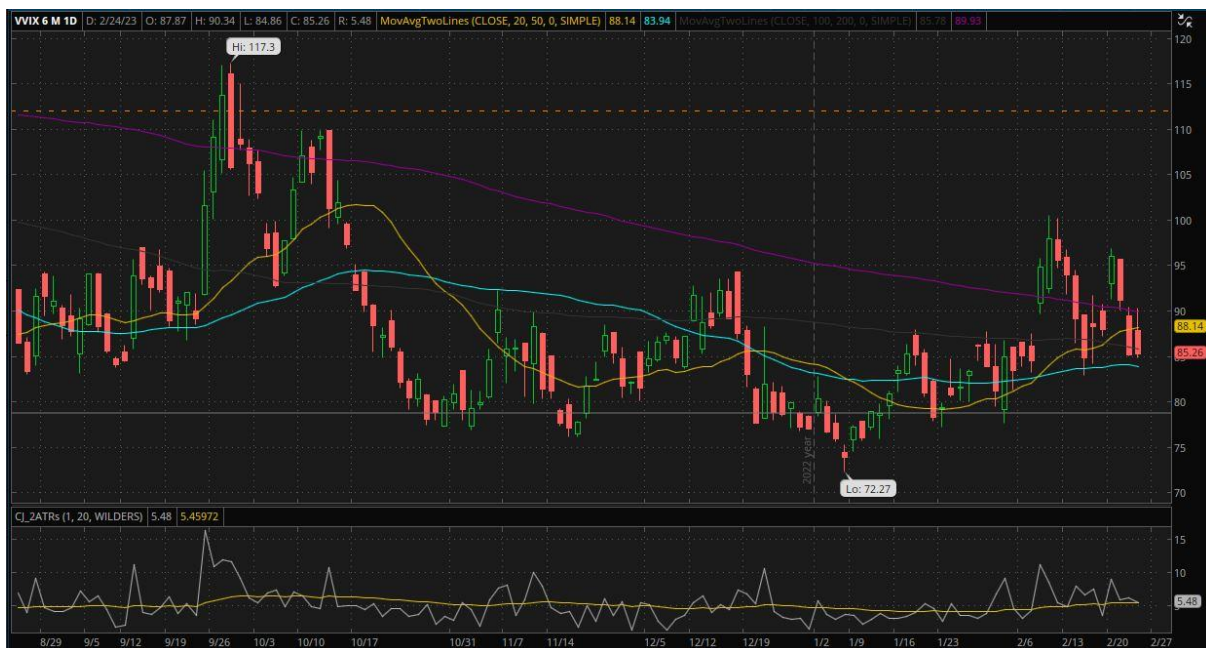 VVIX 6 M 1D D: 2/24/23 O: 87.87 H: 90.34 L: 84.86 C: 85.26 R: 5.48 MovAvgTwoLines (CLOSE, 20, 50, 0, SIMPLE) 88.14 83.94 MovAvgTwoLines (CLOSE, 100, 200, 0, SIMPLE) 85.78 89.93
Hi: 117.3
120
115
110
105
100
95
90
88.14
85.26
80
75
70
2022 year
Lo: 72.27
CJ_2ATRs (1, 20, WILDERS) 5.48 5.45972
15
10
5.48
8/29 9/5 9/12 9/19 9/26 10/3 10/10 10/17 10/31 11/7 11/14 12/5 12/12 12/19 1/2 1/9 1/16 1/23 2/6 2/13 2/20 2/27